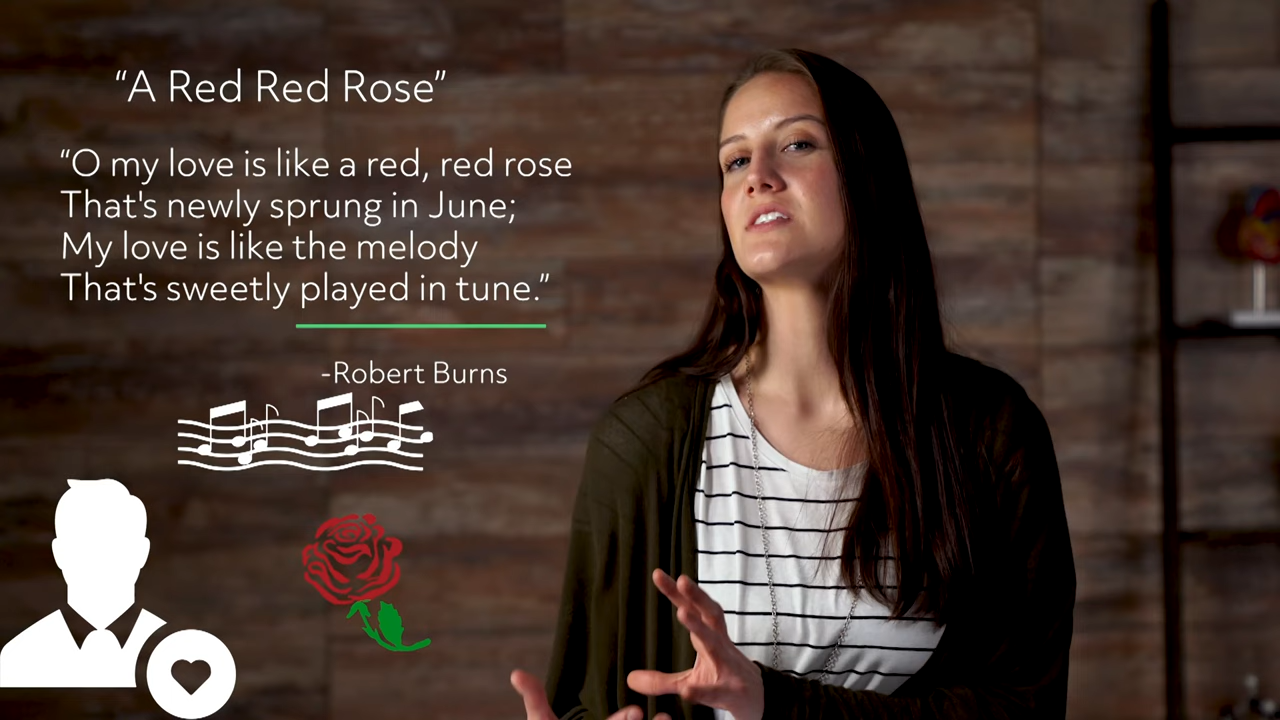 “A Red Red Rose”
“O my love is like a red, red rose
That's newly sprung in June;
My love is like the melody
That's sweetly played in tune.”
-Robert Burns